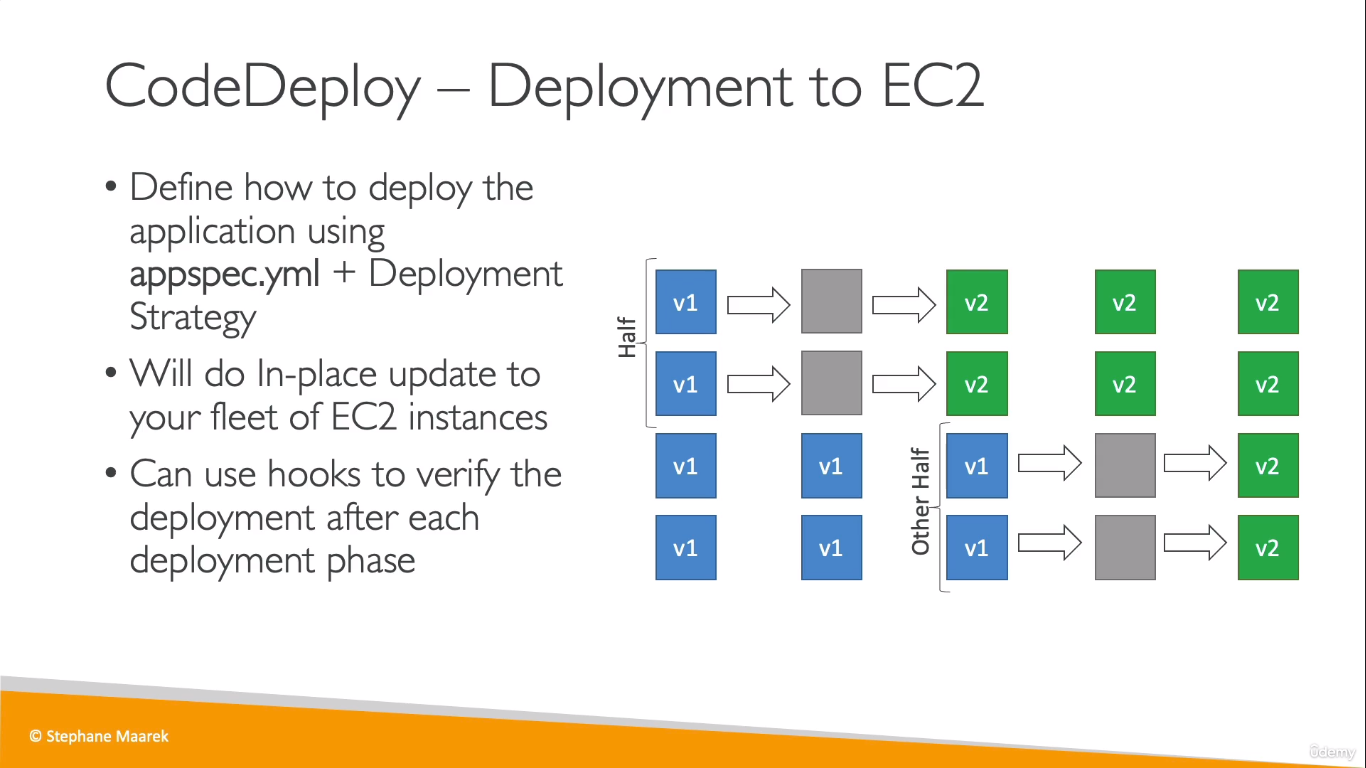 CodeDeploy – Deployment to EC2
• Define how to deploy the
application using
appspec.yml + Deployment
Strategy
• Will do In-place update to
your fleet of EC2 instances
• Can use hooks to verify the
deployment after each
deployment phase
Half
v1 v2 v2 v2
v1 v2 v2 v2
Other Half
v1 v1 v1 v2
v1 v1 v1 v2
© Stephane Maarek
ûdemy